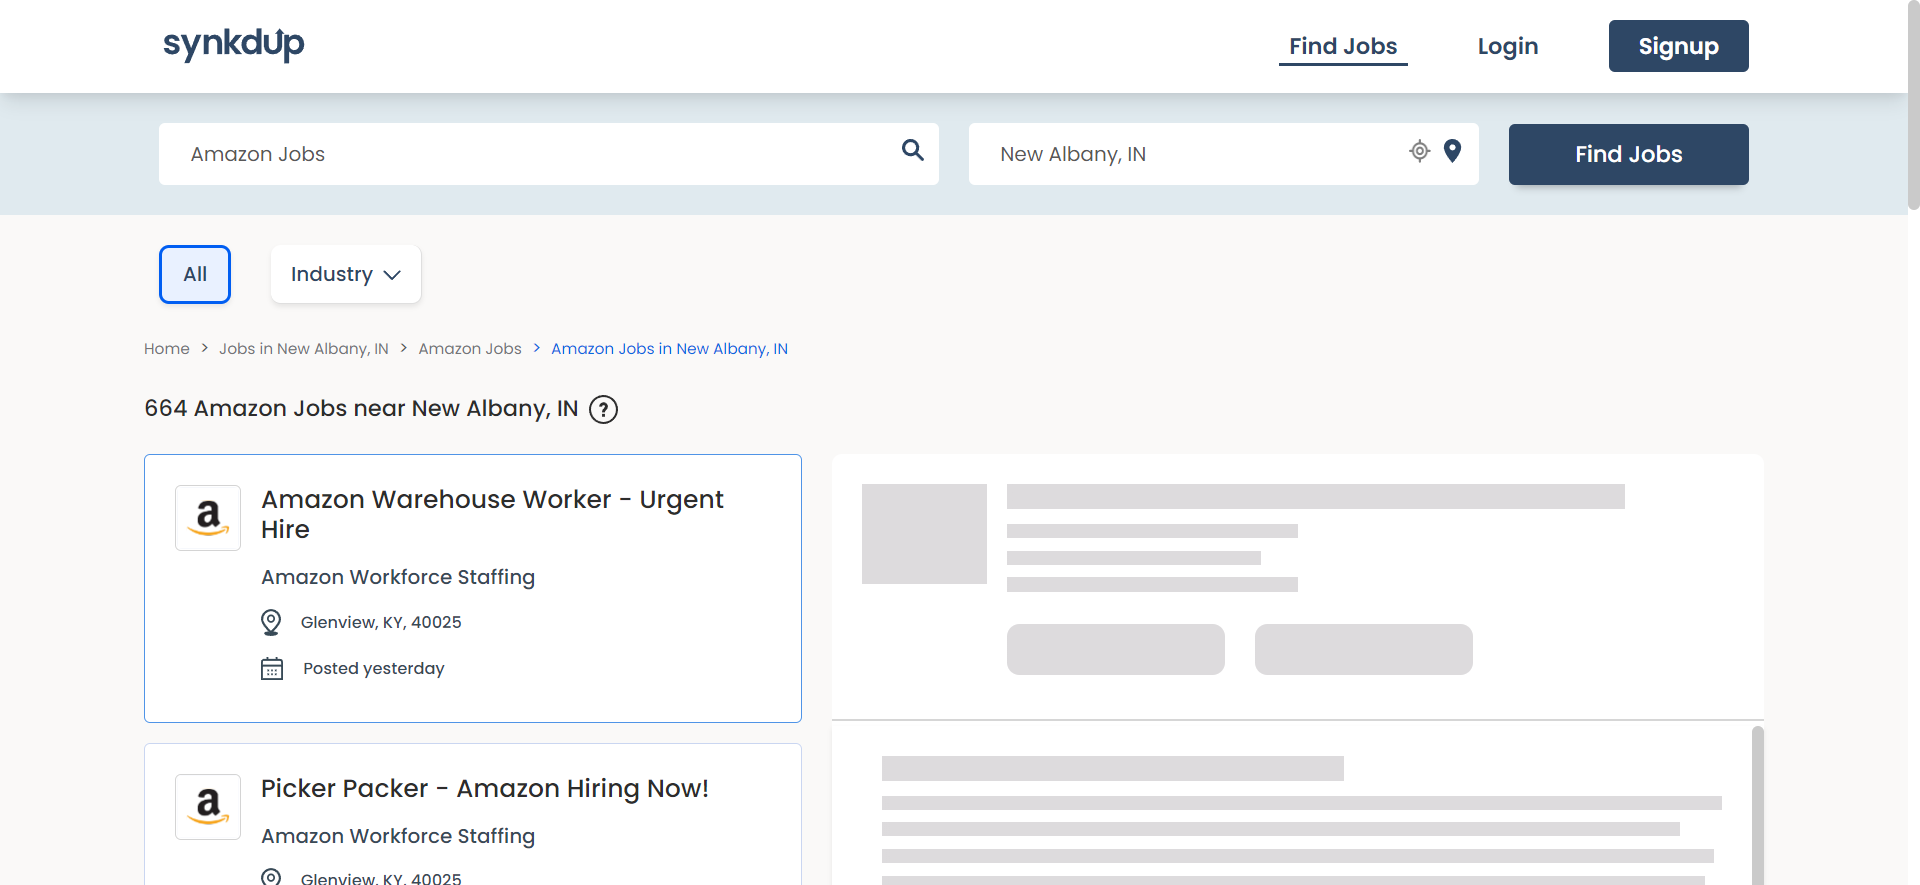 synkdup
Find Jobs
Login
Signup
Amazon Jobs
New Albany, IN
Find Jobs
All
Industry
Home > Jobs in New Albany, IN > Amazon Jobs > Amazon Jobs in New Albany, IN
664 Amazon Jobs near New Albany, IN ?
a
Amazon Warehouse Worker - Urgent
Hire
Amazon Workforce Staffing
Glenview, KY, 40025
Posted yesterday
a
Picker Packer - Amazon Hiring Now!
Amazon Workforce Staffing
Glenview, KY, 40025